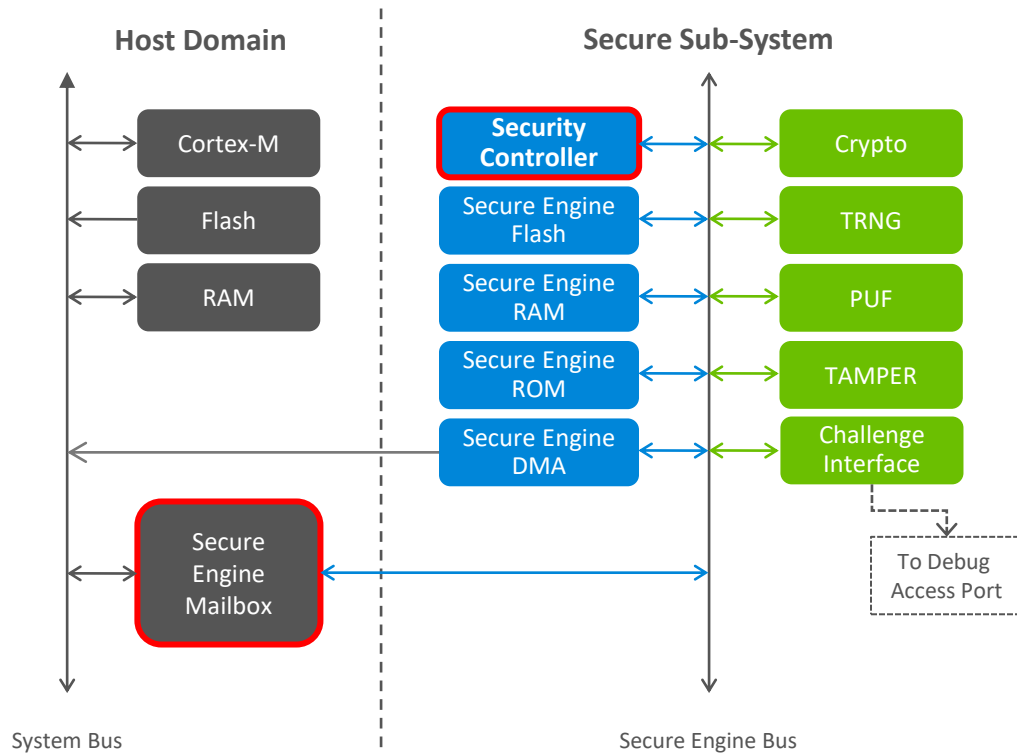 Host Domain
Secure Sub-System
Cortex-M
Flash
RAM
Security
Controller
Secure Engine
Flash
Secure Engine
RAM
Secure Engine
ROM
Secure Engine
DMA
Crypto
TRNG
PUF
TAMPER
Challenge
Interface
Secure
Engine
Mailbox
To Debug
Access Port
System Bus
Secure Engine Bus